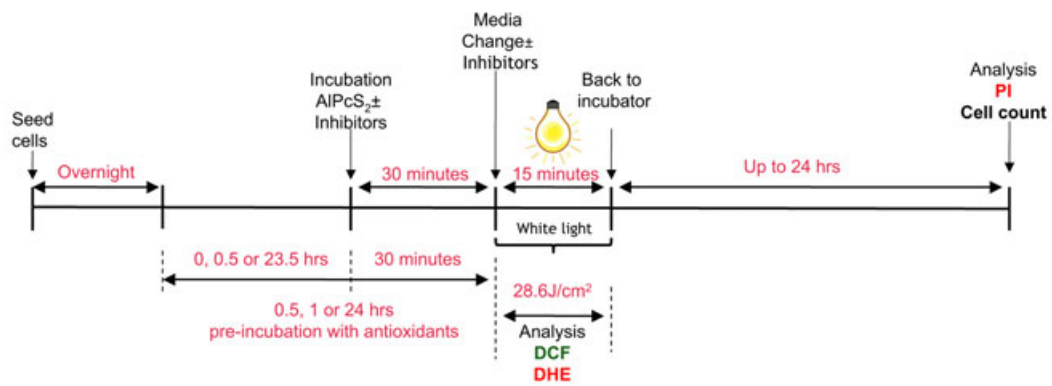 Seed
cells
Overnight
Incubation
AlPcS₂±
Inhibitors
30 minutes
Media
Change±
Inhibitors
15 minutes
Back to
incubator
Up to 24 hrs
Analysis
PI
Cell count
White light
0, 0.5 or 23.5 hrs
30 minutes
0.5, 1 or 24 hrs
pre-incubation with antioxidants
28.6J/cm²
Analysis
DCF
DHE